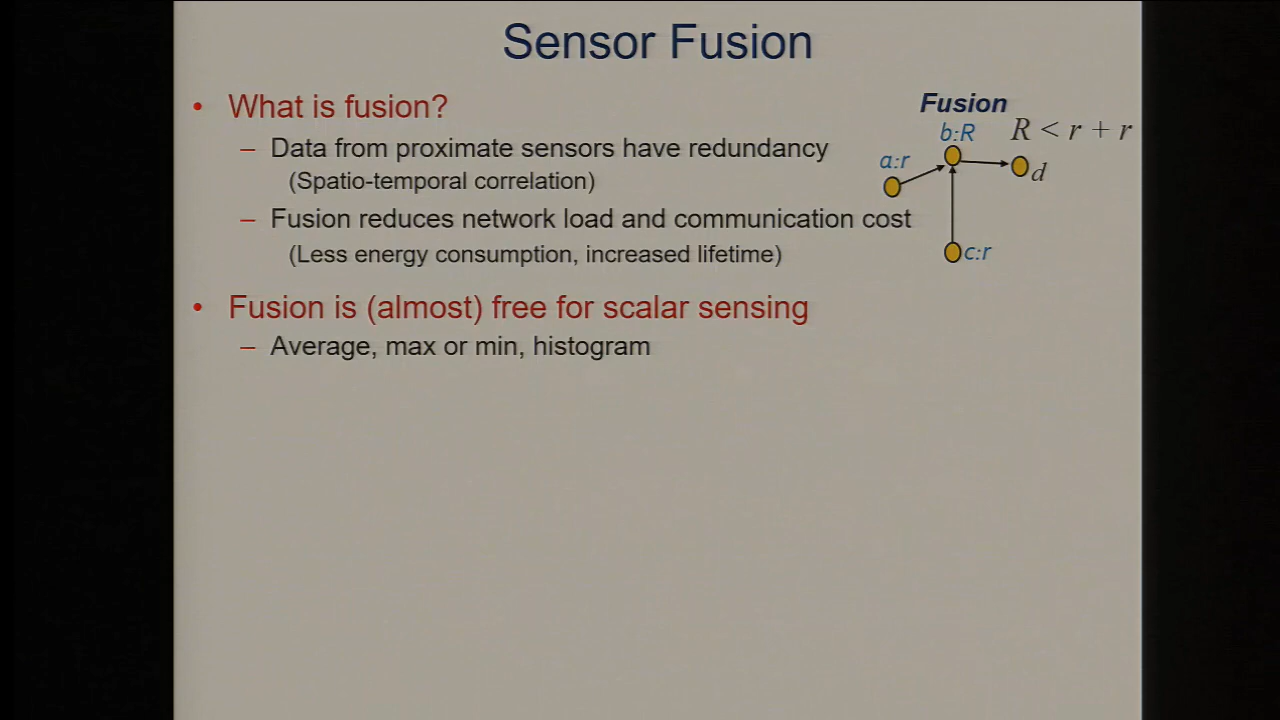 Sensor Fusion
• What is fusion?
– Data from proximate sensors have redundancy
(Spatio-temporal correlation)
– Fusion reduces network load and communication cost
(Less energy consumption, increased lifetime)
• Fusion is (almost) free for scalar sensing
– Average, max or min, histogram
Fusion
b:R
R < r + r
a:r
d
c:r